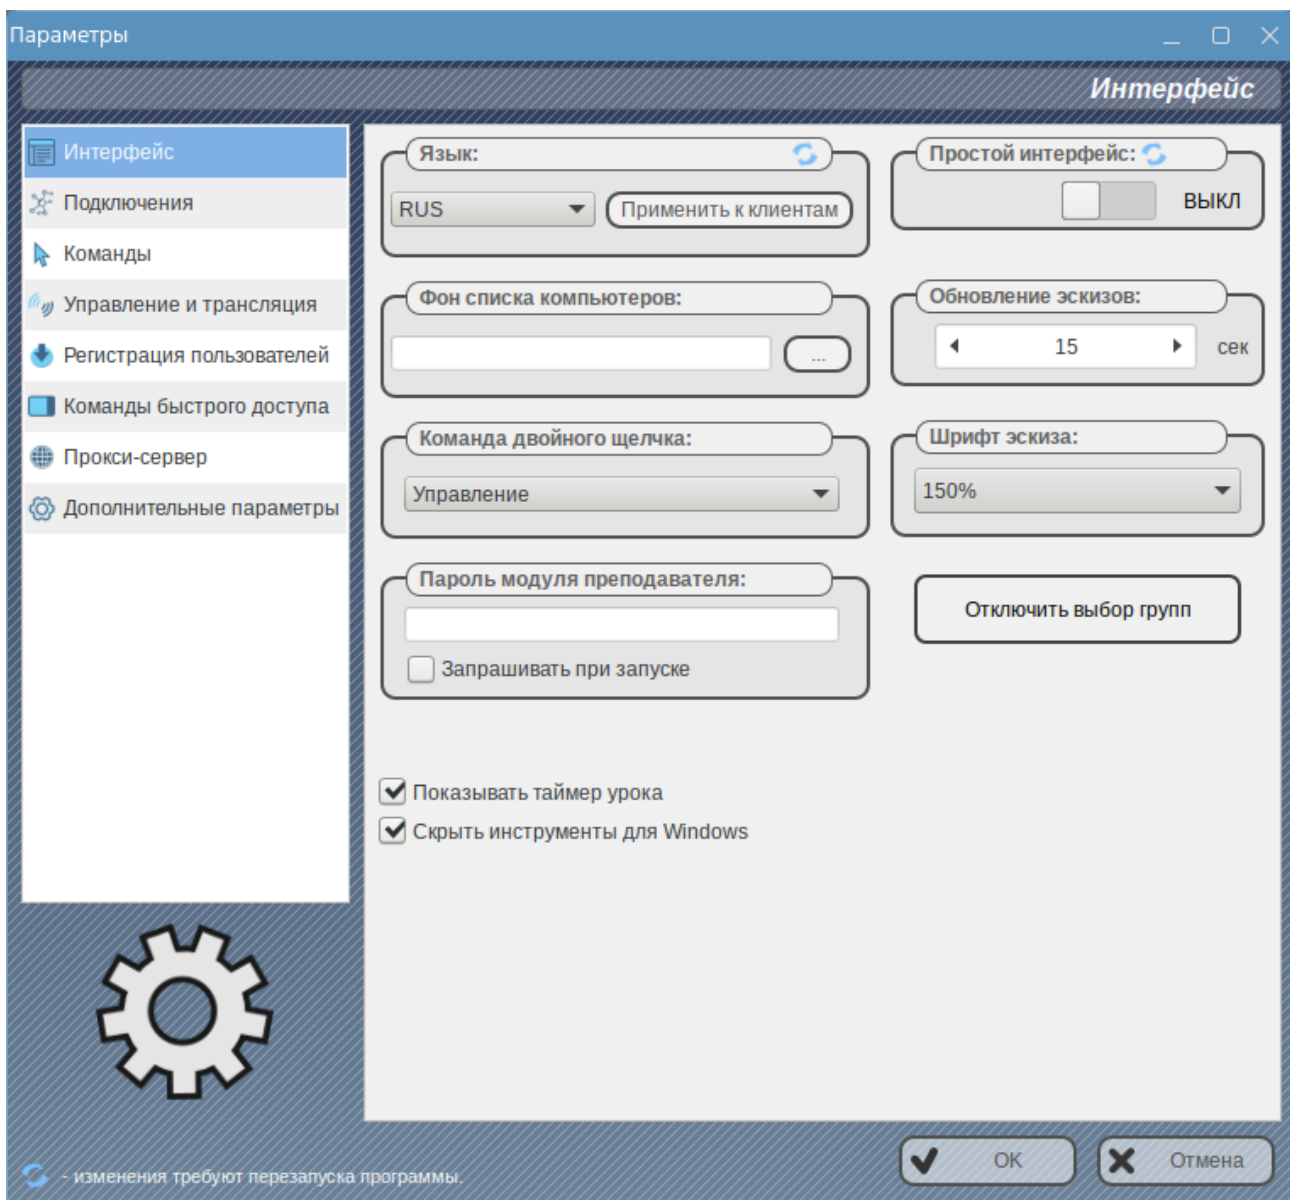 Параметры
Интерфейс
Интерфейс
Подключения
Команды
Управление и трансляция
Регистрация пользователей
Команды быстрого доступа
Прокси-сервер
Дополнительные параметры
Язык:
RUS
Применить к клиентам
Простой интерфейс:
ВЫКЛ
Фон списка компьютеров:
...
Обновление эскизов:
15
сек
Команда двойного щелчка:
Управление
Шрифт эскиза:
150%
Пароль модуля преподавателя:
Запрашивать при запуске
Отключить выбор групп
Показывать таймер урока
Скрыть инструменты для Windows
- изменения требуют перезапуска программы.
OK
Отмена